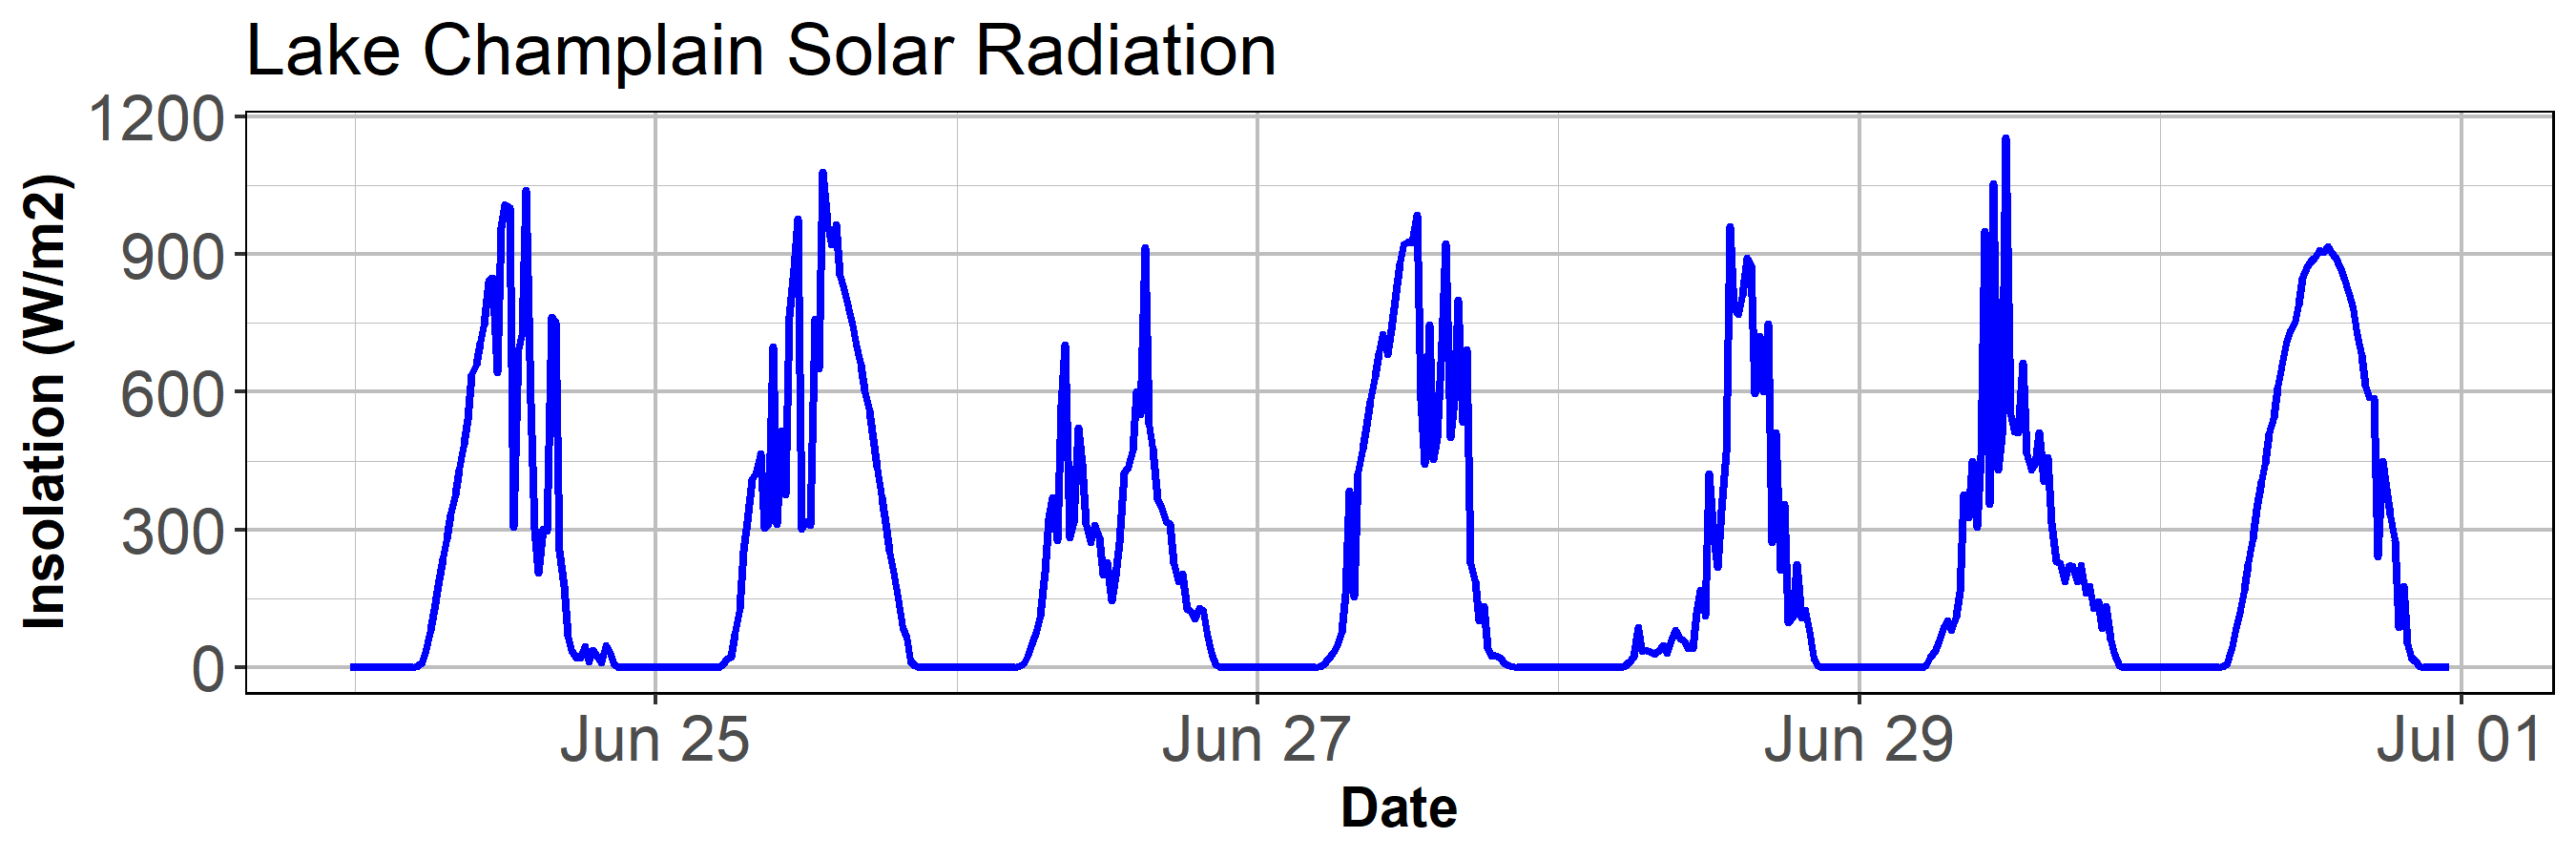 Lake Champlain Solar Radiation
1200
900
600
300
0
Insolation (W/m2)
Jun 25 Jun 27 Jun 29 Jul 01
Date